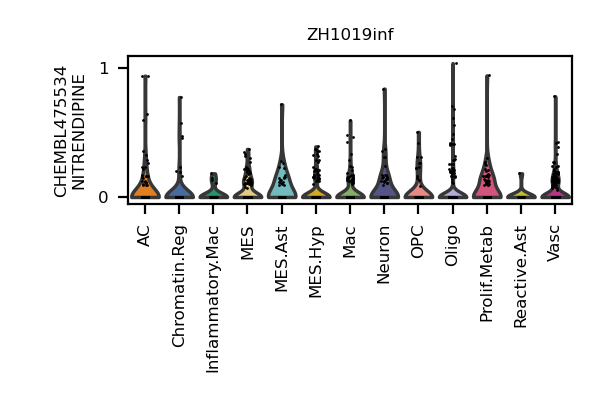 ZH1019inf
CHEMBL475534
NITRENDIPINE
1
0
AC
Chromatin.Reg
Inflammatory.Mac
MES
MES.Ast
MES.Hyp
Mac
Neuron
OPC
Oligo
Prolif.Metab
Reactive.Ast
Vasc